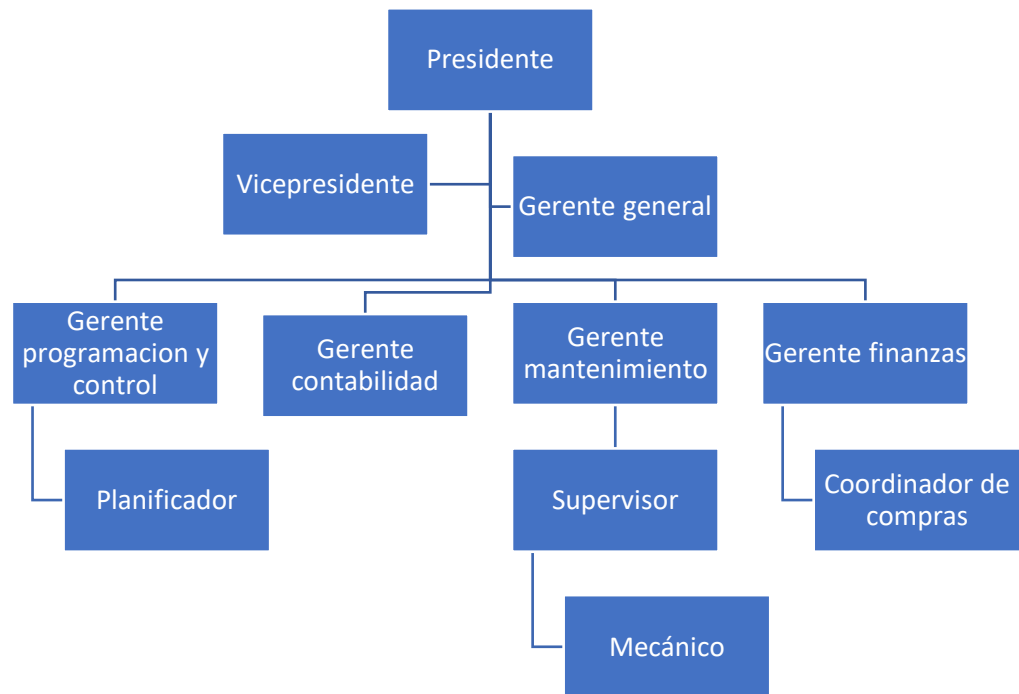 Presidente
Vicepresidente
Gerente general
Gerente
programacion y
control
Gerente
contabilidad
Gerente
mantenimiento
Gerente finanzas
Planificador
Supervisor
Coordinador de
compras
Mecánico